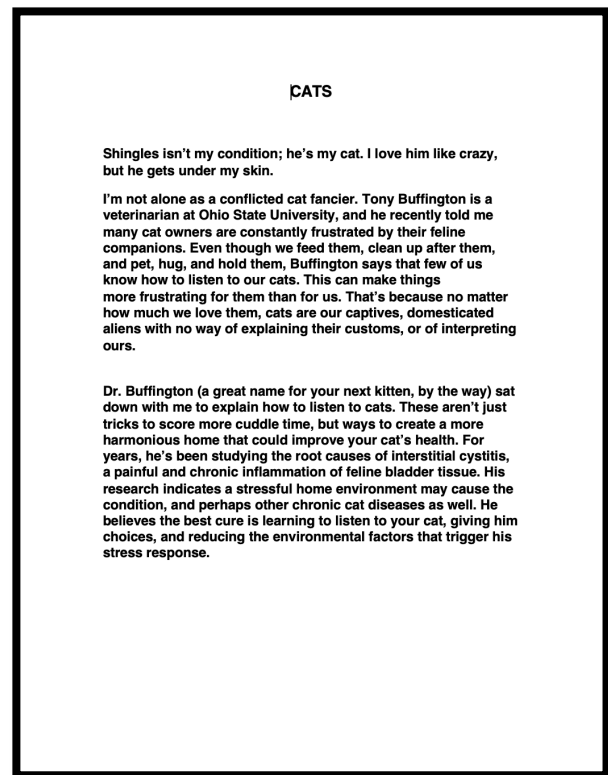 CATS
Shingles isn’t my condition; he’s my cat. I love him like crazy,
but he gets under my skin.
I’m not alone as a conflicted cat fancier. Tony Buffington is a
veterinarian at Ohio State University, and he recently told me
many cat owners are constantly frustrated by their feline
companions. Even though we feed them, clean up after them,
and pet, hug, and hold them, Buffington says that few of us
know how to listen to our cats. This can make things
more frustrating for them than for us. That’s because no matter
how much we love them, cats are our captives, domesticated
aliens with no way of explaining their customs, or of interpreting
ours.
Dr. Buffington (a great name for your next kitten, by the way) sat
down with me to explain how to listen to cats. These aren’t just
tricks to score more cuddle time, but ways to create a more
harmonious home that could improve your cat’s health. For
years, he’s been studying the root causes of interstitial cystitis,
a painful and chronic inflammation of feline bladder tissue. His
research indicates a stressful home environment may cause the
condition, and perhaps other chronic cat diseases as well. He
believes the best cure is learning to listen to your cat, giving him
choices, and reducing the environmental factors that trigger his
stress response.